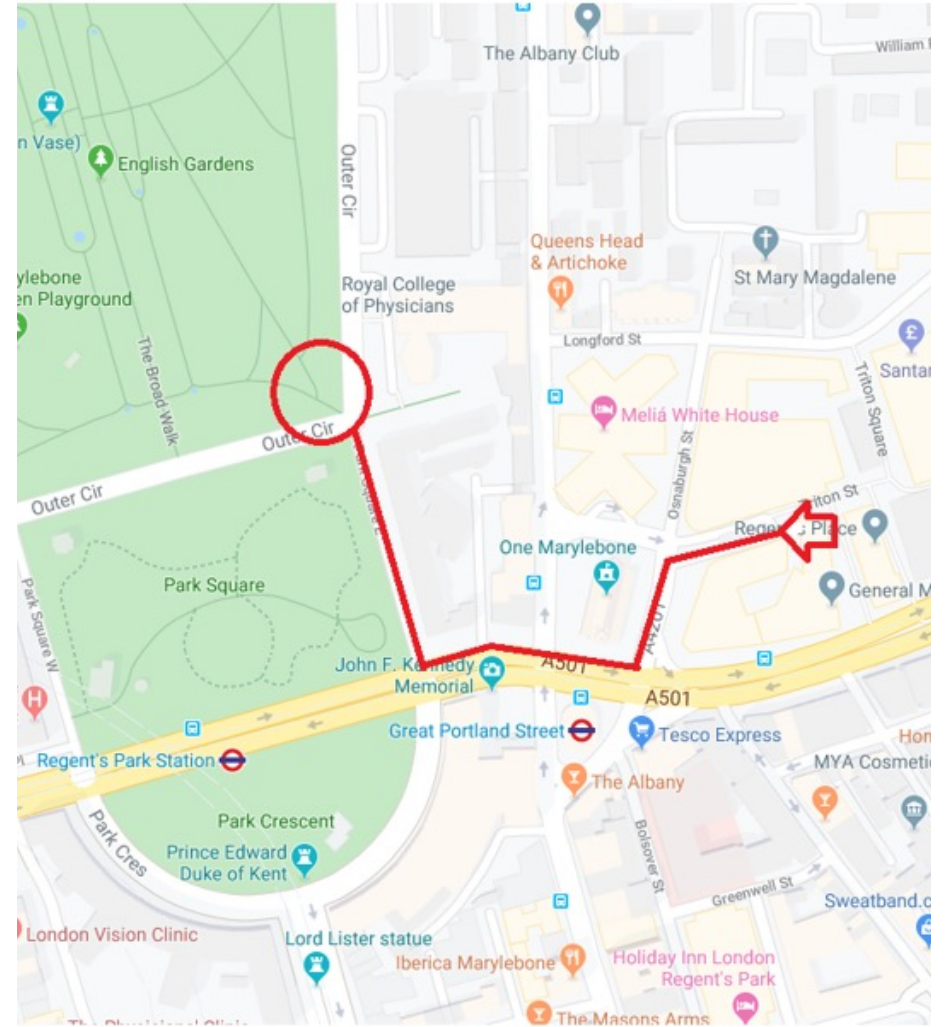 The Albany Club
William
n Vase)
English Gardens
Outer Cir
Queens Head
& Artichoke
St Mary Magdalene
ylebone
en Playground
Royal College
of Physicians
Longford St
The Broad Walk
Triton Square
Santar
Meliá White House
Outer Cir
Outer Cir
Park Square E
Osnaburgh St
Triton St
Place
One Marylebone
Park Square
General M
Park Square W
A4201
John F. Kennedy
Memorial
A501
A501
Great Portland Street
Tesco Express
Regent's Park Station
Hon
MYA Cosmeti
The Albany
Park Crescent
Park Cres
Prince Edward
Duke of Kent
Bolsover St
Greenwell St
Sweatband.c
London Vision Clinic
Lord Lister statue
Iberica Marylebone
Holiday Inn London
Regent's Park
The Masons Arms